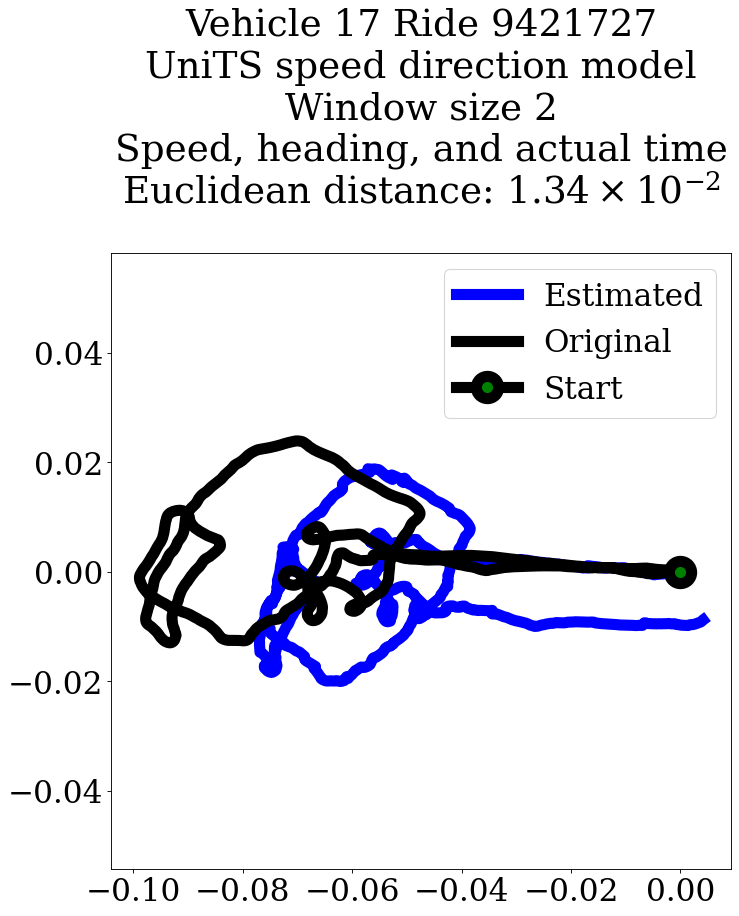 Vehicle 17 Ride 9421727
UniTS speed direction model
Window size 2
Speed, heading, and actual time
Euclidean distance: 1.34 × 10⁻²
Estimated
Original
Start
0.04
0.02
0.00
−0.02
−0.04
−0.10 −0.08 −0.06 −0.04 −0.02 0.00